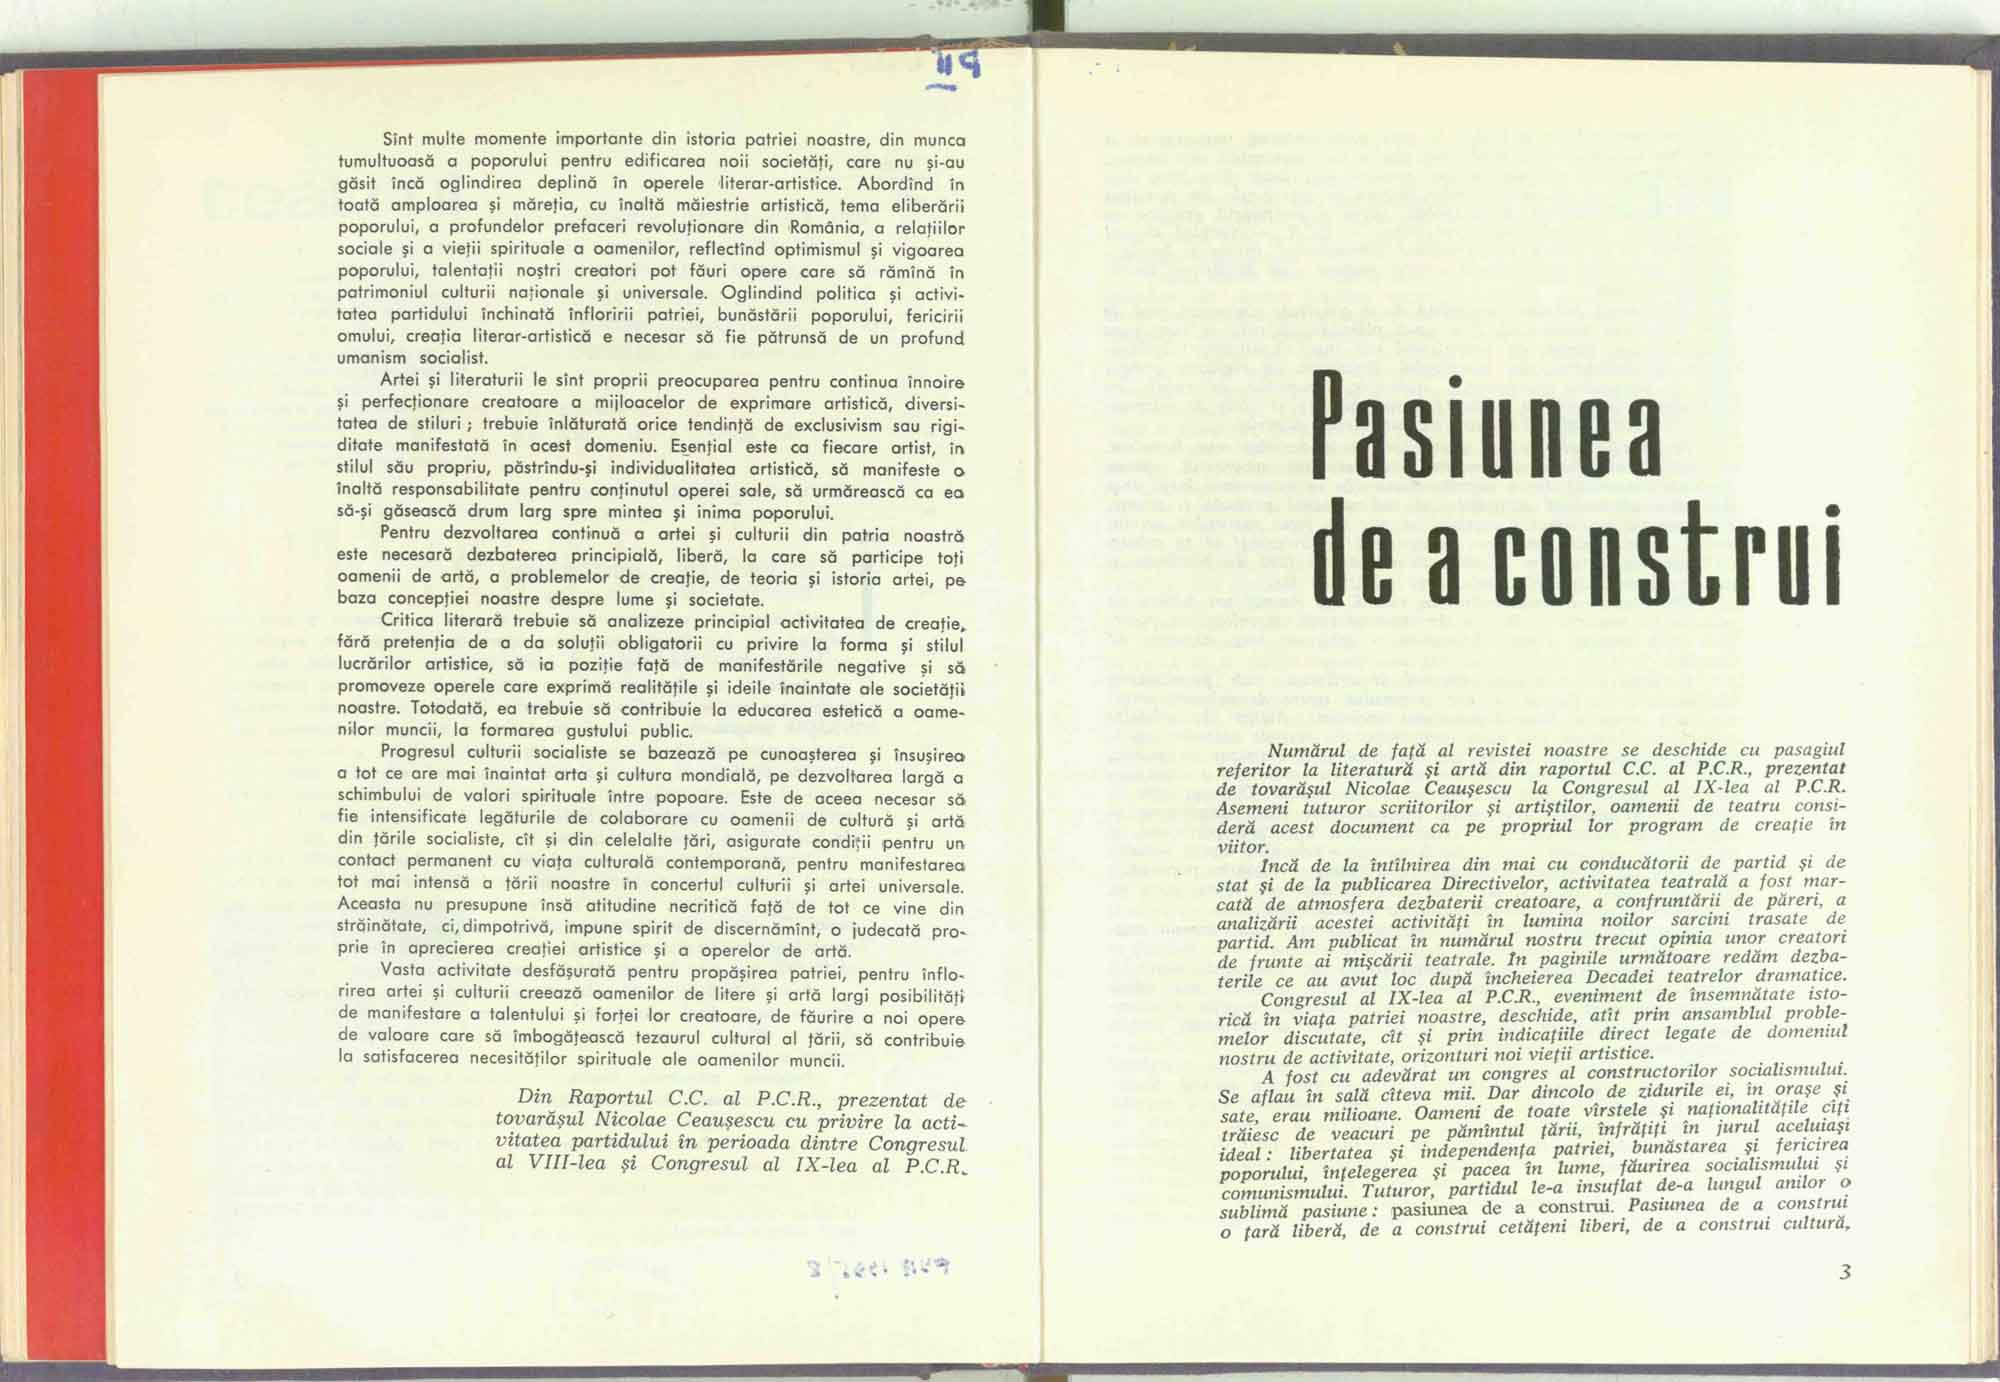 Sînt multe momente importante din istoria patriei noastre, din munca
tumultuoasă a poporului pentru edificarea noii societăți, care nu și-au
găsit încă oglindirea deplină în operele literar-artistice. Abordînd în
toată amploarea și măreția, cu înaltă măiestrie artistică, tema eliberării
poporului, a profundelor prefaceri revoluționare din România, a relațiilor
sociale și a vieții spirituale a oamenilor, reflectînd optimismul și vigoarea
poporului, talentații noștri creatori pot făuri opere care să rămînă în
patrimoniul culturii naționale și universale. Oglindind politica și activi-
tatea partidului închinată înfloririi patriei, bunăstării poporului, fericirii
omului, creația literar-artistică e necesar să fie pătrunsă de un profund
umanism socialist.
Artei și literaturii le sînt proprii preocuparea pentru continua înnoire
și perfecționare creatoare a mijloacelor de exprimare artistică, diversi-
tatea de stiluri ; trebuie înlăturată orice tendință de exclusivism sau rigi-
ditate manifestată în acest domeniu. Esențial este ca fiecare artist, în
stilul său propriu, păstrîndu-și individualitatea artistică, să manifeste o
înaltă responsabilitate pentru conținutul operei sale, să urmărească ca ea
să-și găsească drum larg spre mintea și inima poporului.
Pentru dezvoltarea continuă a artei și culturii din patria noastră
este necesară dezbaterea principială, liberă, la care să participe toți
oamenii de artă, a problemelor de creație, de teoria și istoria artei, pe
baza concepției noastre despre lume și societate.
Critica literară trebuie să analizeze principial activitatea de creație,
fără pretenția de a da soluții obligatorii cu privire la forma și stilul
lucrărilor artistice, să ia poziție față de manifestările negative și să
promoveze operele care exprimă realitățile și ideile înaintate ale societății
noastre. Totodată, ea trebuie să contribuie la educarea estetică a oame-
nilor muncii, la formarea gustului public.
Progresul culturii socialiste se bazează pe cunoașterea și însușirea
a tot ce are mai înaintat arta și cultura mondială, pe dezvoltarea largă a
schimbului de valori spirituale între popoare. Este de aceea necesar să
fie intensificate legăturile de colaborare cu oamenii de cultură și artă
din țările socialiste, cît și din celelalte țări, asigurate condiții pentru un
contact permanent cu viața culturală contemporană, pentru manifestarea
tot mai intensă a țării noastre în concertul culturii și artei universale.
Aceasta nu presupune însă atitudine necritică față de tot ce vine din
străinătate, ci, dimpotrivă, impune spirit de discernămînt, o judecată pro-
prie în aprecierea creației artistice și a operelor de artă.
Vasta activitate desfășurată pentru propășirea patriei, pentru înflo-
rirea artei și culturii creează oamenilor de litere și artă largi posibilități
de manifestare a talentului și forței lor creatoare, de făurire a noi opere
de valoare care să îmbogățească tezaurul cultural al țării, să contribuie
la satisfacerea necesităților spirituale ale oamenilor muncii.
Din Raportul C.C. al P.C.R., prezentat de
tovarășul Nicolae Ceaușescu cu privire la acti-
vitatea partidului în perioada dintre Congresul
al VIII-lea și Congresul al IX-lea al P.C.R.
Pasiunea
de a construi
Numărul de față al revistei noastre se deschide cu pasagiul
referitor la literatură și artă din raportul C.C. al P.C.R., prezentat
de tovarășul Nicolae Ceaușescu la Congresul al IX-lea al P.C.R.
Asemeni tuturor scriitorilor și artiștilor, oamenii de teatru consi-
deră acest document ca pe propriul lor program de creație în
viitor.
Încă de la întîlnirea din mai cu conducătorii de partid și de
stat și de la publicarea Directivelor, activitatea teatrală a fost mar-
cată de atmosfera dezbaterii creatoare, a confruntării de păreri, a
analizării acestei activități în lumina noilor sarcini trasate de
partid. Am publicat în numărul nostru trecut opinia unor creatori
de frunte ai mișcării teatrale. În paginile următoare redăm dezba-
terile ce au avut loc după încheierea Decadei teatrelor dramatice.
Congresul al IX-lea al P.C.R., eveniment de însemnătate isto-
rică în viața patriei noastre, deschide, atît prin ansamblul proble-
melor discutate, cît și prin indicațiile direct legate de domeniul
nostru de activitate, orizonturi noi vieții artistice.
A fost cu adevărat un congres al constructorilor socialismului.
Se aflau în sală cîteva mii. Dar dincolo de zidurile ei, în orașe și
sate, erau milioane. Oameni de toate vîrstele și naționalitățile cîți
trăiesc de veacuri pe pămîntul țării, înfrățiți în jurul aceluiași
ideal : libertatea și independența patriei, bunăstarea și fericirea
poporului, înțelegerea și pacea în lume, făurirea socialismului și
comunismului. Tuturor, partidul le-a insuflat de-a lungul anilor o
sublimă pasiune : pasiunea de a construi. Pasiunea de a construi
o țară liberă, de a construi cetățeni liberi, de a construi cultură,
3